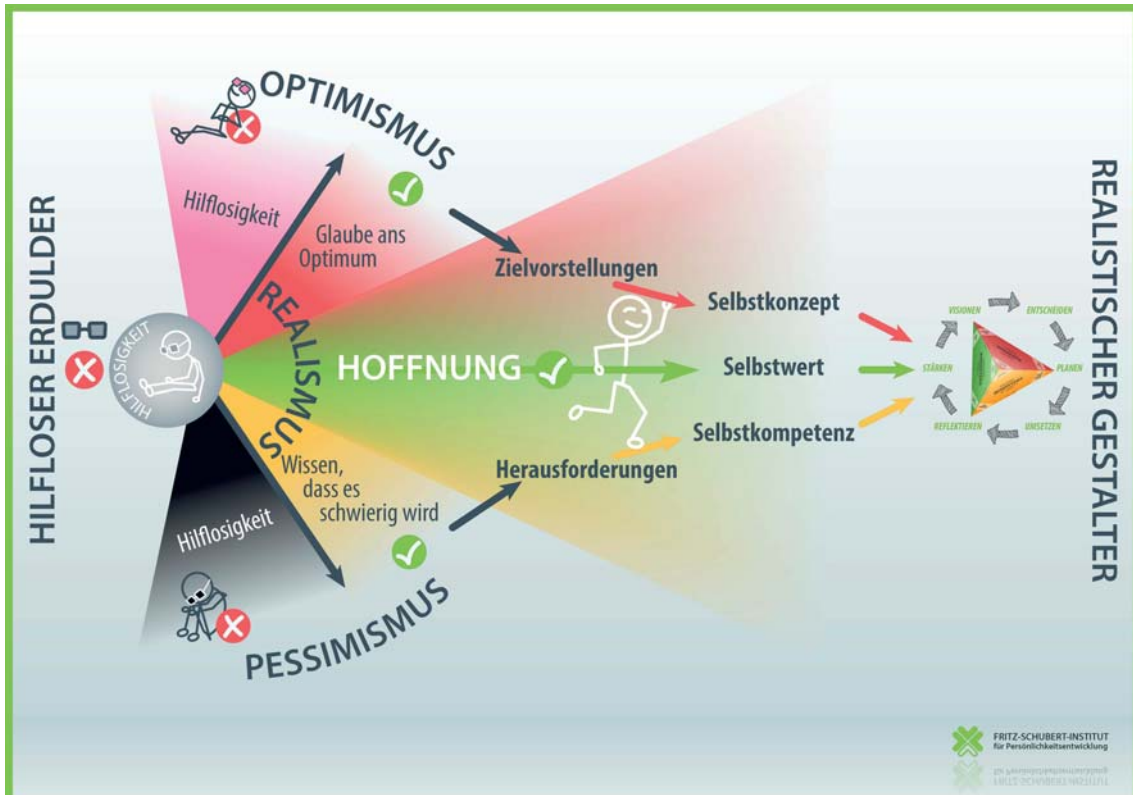 HILFLOSER ERDULDER
HILFLOSIGKEIT
OPTIMISMUS
Hilflosigkeit
Glaube ans
Optimum
REALISMUS
HOFFNUNG
Wissen,
dass es
schwierig wird
Hilflosigkeit
PESSIMISMUS
Zielvorstellungen
Herausforderungen
Selbstkonzept
Selbstwert
Selbstkompetenz
VISIONEN
ENTSCHEIDEN
STÄRKEN
PLANEN
REFLEKTIEREN
UMSETZEN
REALISTISCHER GESTALTER
FRITZ-SCHUBERT-INSTITUT
für Persönlichkeitsentwicklung